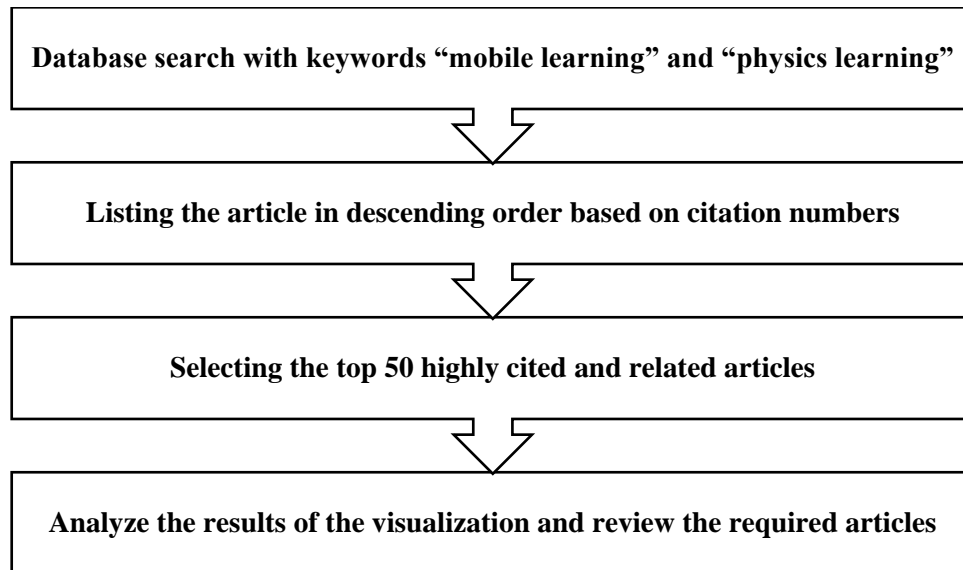 Database search with keywords “mobile learning” and “physics learning”
Listing the article in descending order based on citation numbers
Selecting the top 50 highly cited and related articles
Analyze the results of the visualization and review the required articles